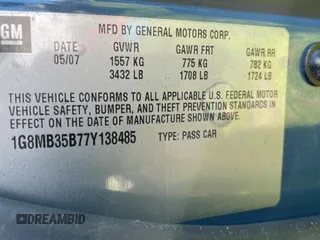 GM
MFD BY GENERAL MOTORS CORP.
DATE GVWR GAWR FRT GAWR RR
05/07 1557 KG 775 KG 782 KG
3432 LB 1708 LB 1724 LB
THIS VEHICLE CONFORMS TO ALL APPLICABLE U.S. FEDERAL MOTOR
VEHICLE SAFETY, BUMPER, AND THEFT PREVENTION STANDARDS IN
EFFECT ON THE DATE OF MANUFACTURE SHOWN ABOVE.
1G8MB35B77Y138485 TYPE: PASS CAR
DREAMBID